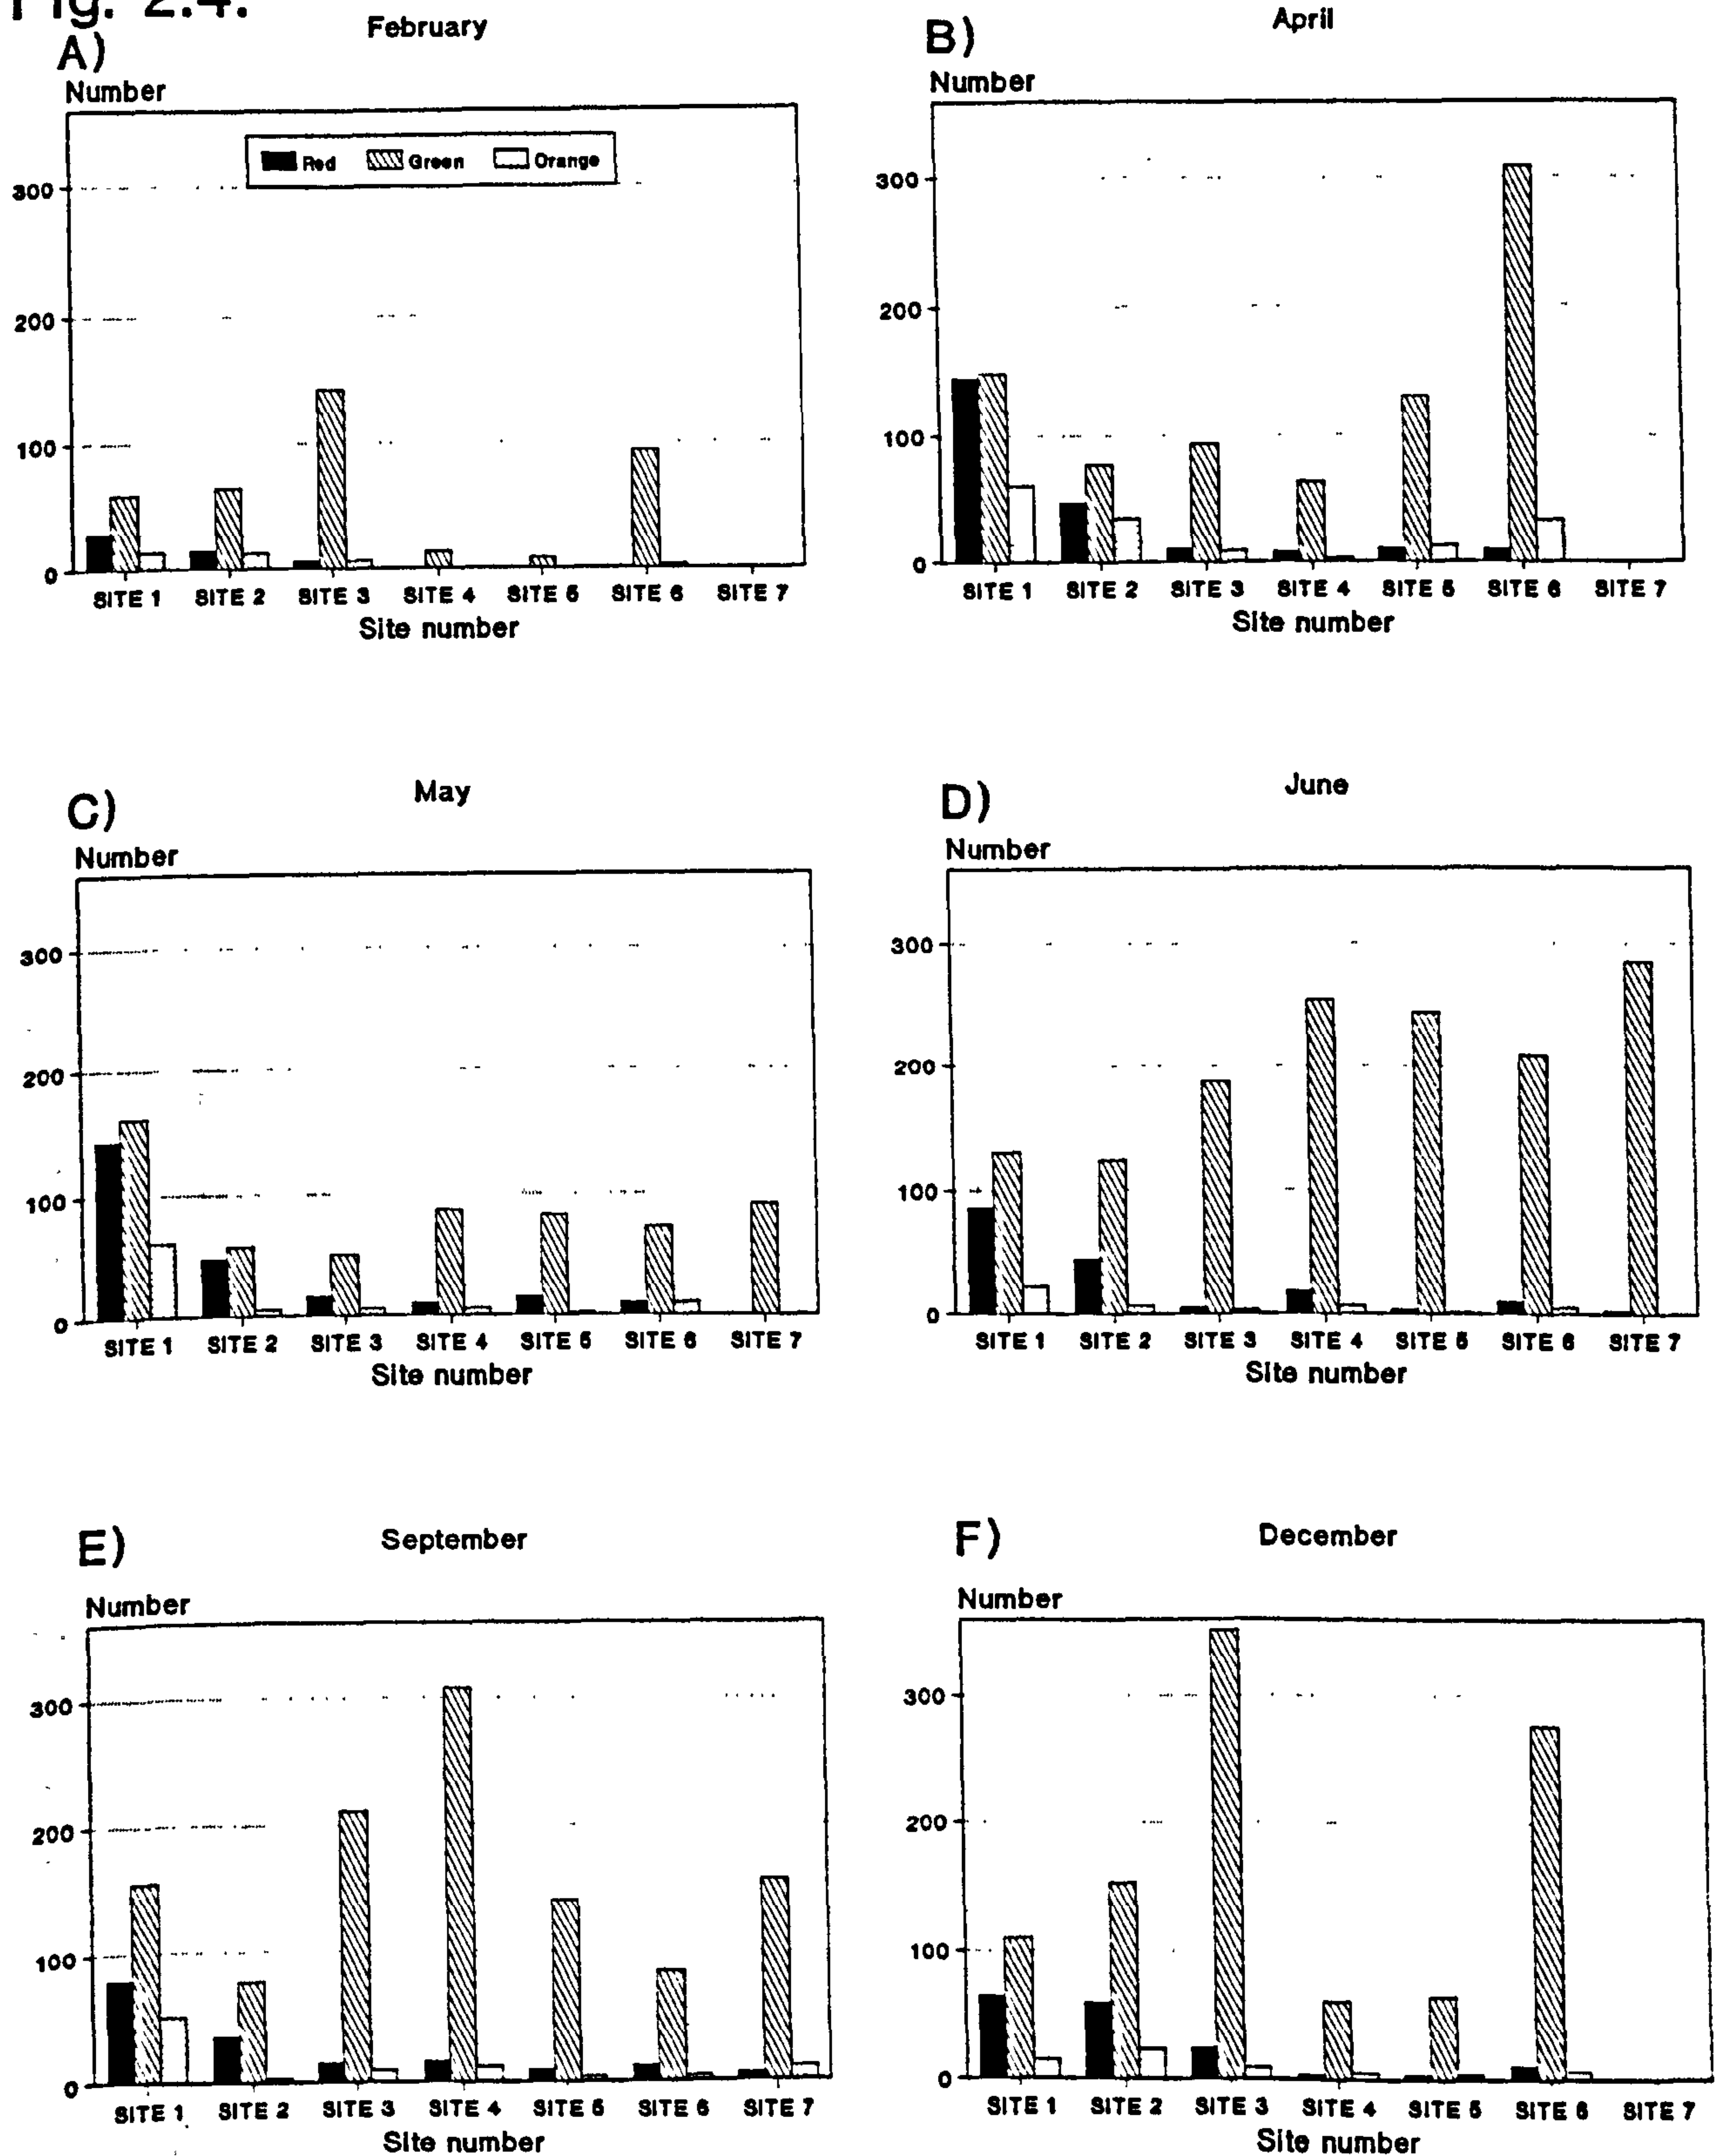 Fig. 2.4.
A)
February
Number
Red Green Orange
300
200
100
0
SITE 1 SITE 2 SITE 3 SITE 4 SITE 5 SITE 6 SITE 7
Site number
B)
April
Number
300
200
100
0
SITE 1 SITE 2 SITE 3 SITE 4 SITE 5 SITE 6 SITE 7
Site number
C)
May
Number
300
200
100
0
SITE 1 SITE 2 SITE 3 SITE 4 SITE 5 SITE 6 SITE 7
Site number
D)
June
Number
300
200
100
0
SITE 1 SITE 2 SITE 3 SITE 4 SITE 5 SITE 6 SITE 7
Site number
E)
September
Number
300
200
100
0
SITE 1 SITE 2 SITE 3 SITE 4 SITE 5 SITE 6 SITE 7
Site number
F)
December
Number
300
200
100
0
SITE 1 SITE 2 SITE 3 SITE 4 SITE 5 SITE 6 SITE 7
Site number